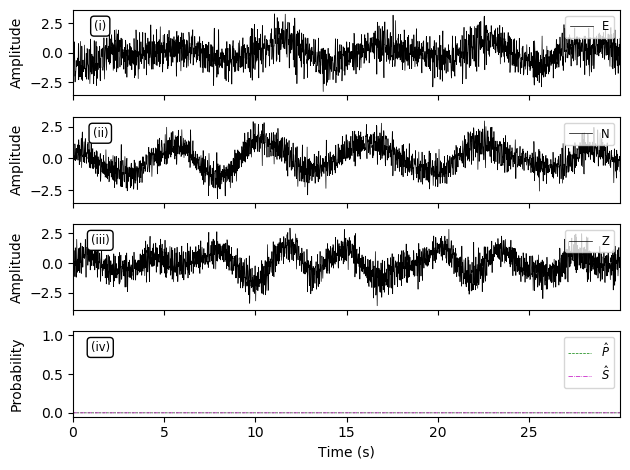 (i)
E
2.5
0.0
−2.5
Amplitude
(ii)
N
2.5
0.0
−2.5
Amplitude
(iii)
Z
2.5
0.0
−2.5
Amplitude
(iv)
P̂
Ŝ
1.0
0.5
0.0
Probability
0 5 10 15 20 25
Time (s)